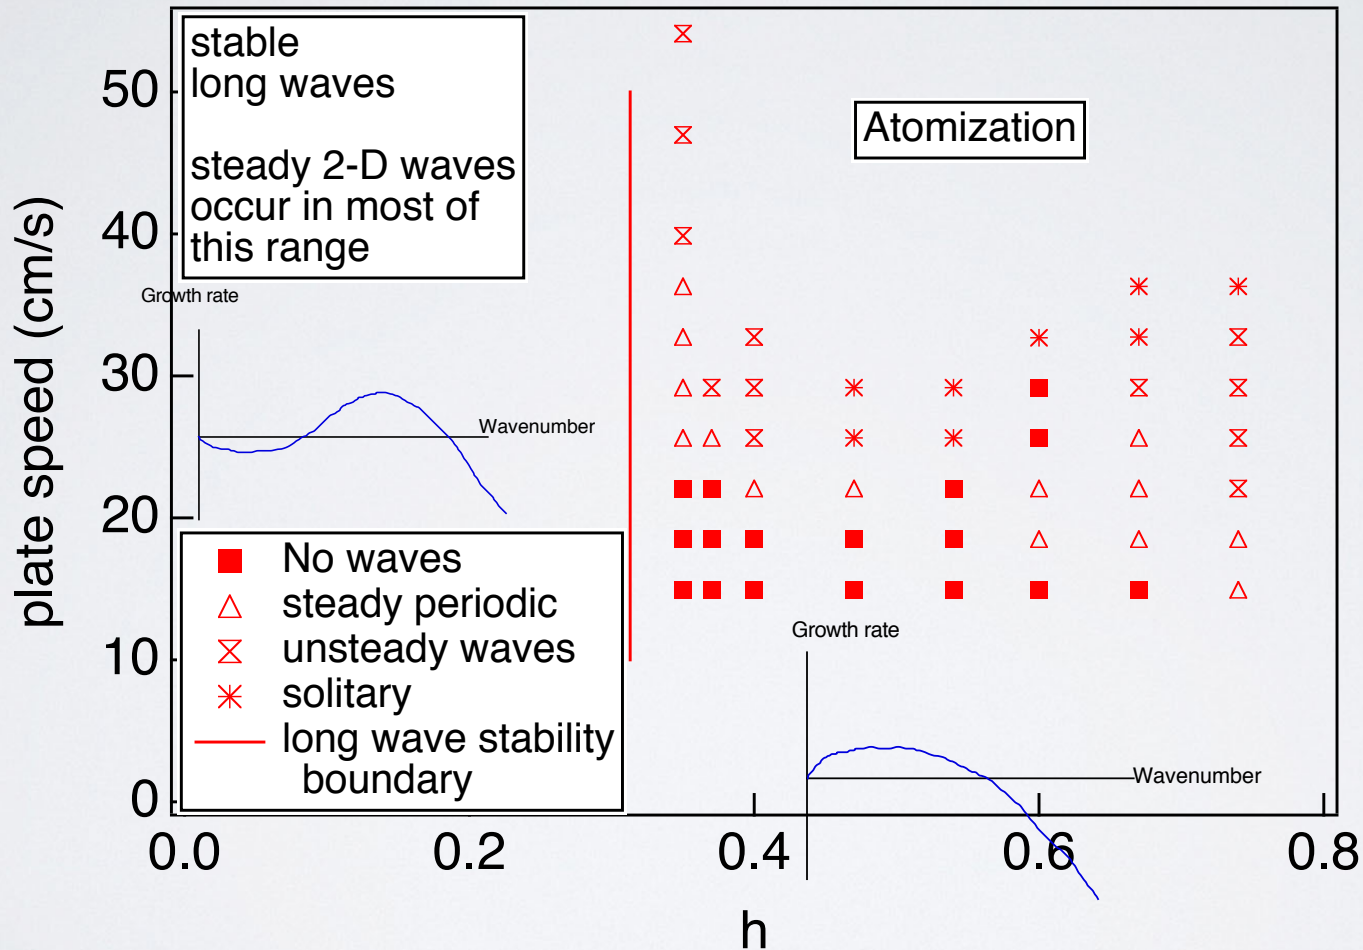 stable
long waves
steady 2-D waves
occur in most of
this range
Atomization
plate speed (cm/s)
50
40
30
20
10
0
Growth rate
Wavenumber
No waves
steady periodic
unsteady waves
solitary
long wave stability
boundary
Growth rate
Wavenumber
0.0
0.2
0.4
0.6
0.8
h